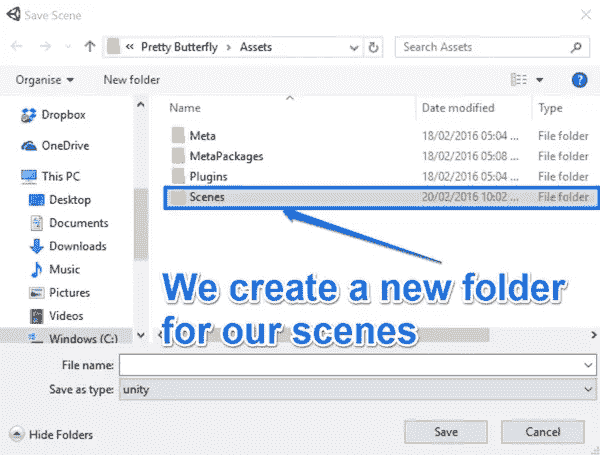 Save Scene
« Pretty Butterfly › Assets
Search Assets
Organise
New folder
Name
Date modified
Type
Dropbox
OneDrive
This PC
Desktop
Documents
Downloads
Music
Pictures
Videos
Windows (C:)
Meta 18/02/2016 05:04 ... File folder
MetaPackages 18/02/2016 05:08 ... File folder
Plugins 18/02/2016 05:04 ... File folder
Scenes 20/02/2016 10:02 ... File folder
We create a new folder
for our scenes
File name:
Save as type: unity
Hide Folders
Save
Cancel